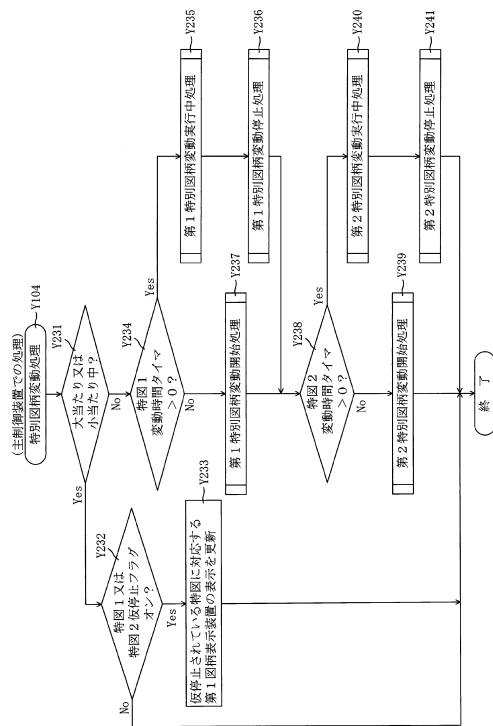 (主制御装置での処理)
特別図柄変動処理
Y104
大当たり又は
小当たり中?
Y231
Yes
No
特図1又は
特図2仮停止フラグ
オン?
Y232
No
Yes
仮停止されている特図に対応する
第1図柄表示装置の表示を更新
Y233
特図1
変動時間タイマ
>0?
Y234
Yes
No
第1特別図柄変動実行中処理
Y235
第1特別図柄変動停止処理
Y236
第1特別図柄変動開始処理
Y237
特図2
変動時間タイマ
>0?
Y238
Yes
No
第2特別図柄変動開始処理
Y239
第2特別図柄変動実行中処理
Y240
第2特別図柄変動停止処理
Y241
終了